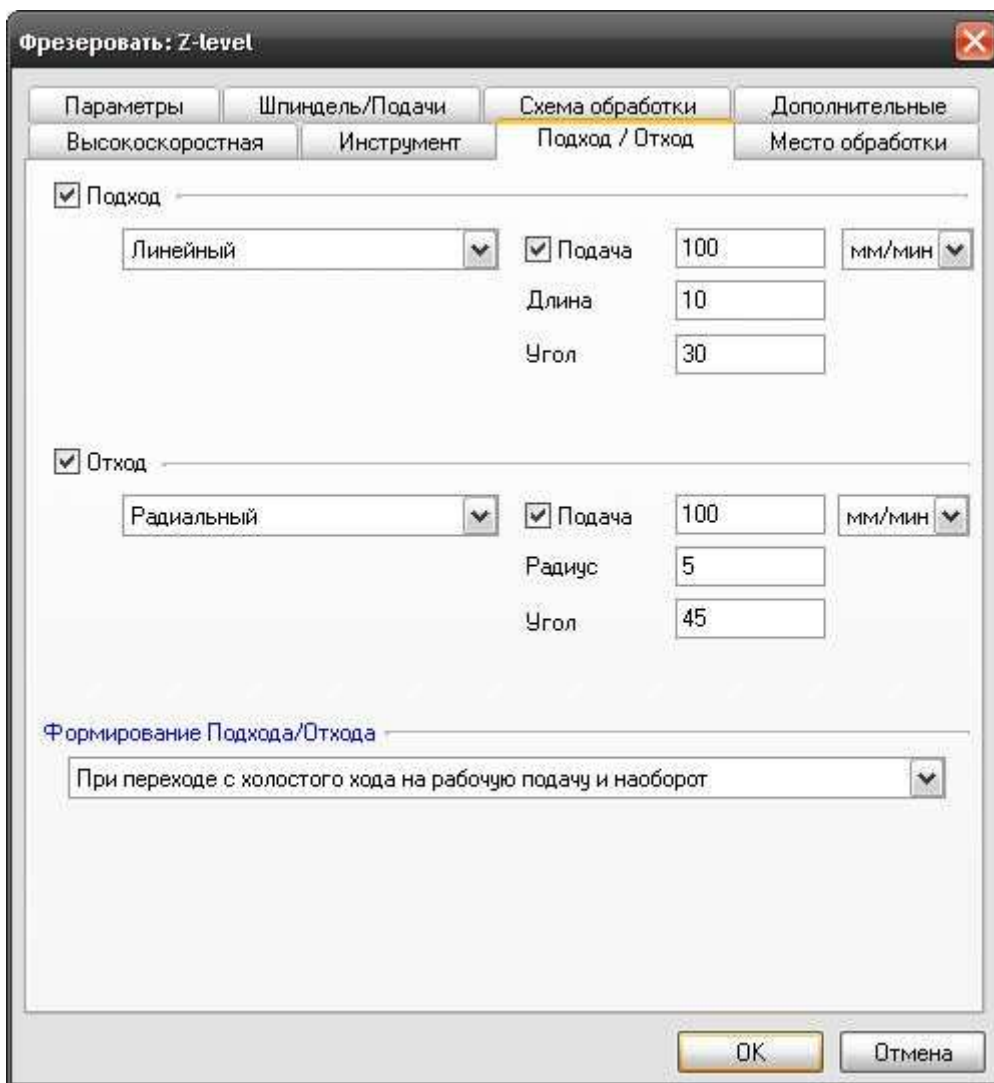 Фрезеровать: Z-level
Параметры Шпиндель/Подачи Схема обработки Дополнительные
Высокоскоростная Инструмент Подход / Отход Место обработки
Подход
Линейный Подача 100 мм/мин
Длина 10
Угол 30
Отход
Радиальный Подача 100 мм/мин
Радиус 5
Угол 45
Формирование Подхода/Отхода
При переходе с холостого хода на рабочую подачу и наоборот
OK Отмена